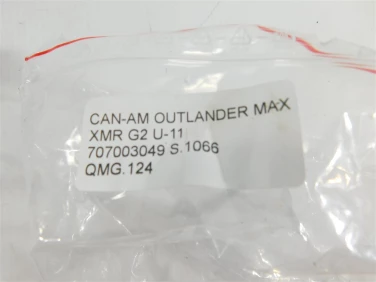 CAN-AM OUTLANDER MAX
XMR G2 U-11
707003049 S.1066
QMG.124